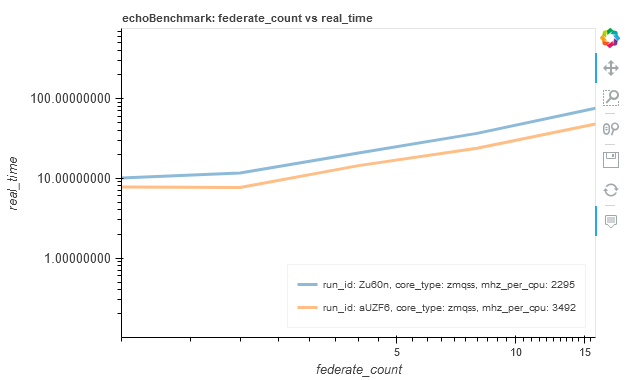 echoBenchmark: federate_count vs real_time
100.00000000
10.00000000
1.00000000
real_time
run_id: Zu60n, core_type: zmqss, mhz_per_cpu: 2295
run_id: aUZF6, core_type: zmqss, mhz_per_cpu: 3492
5 10 15
federate_count